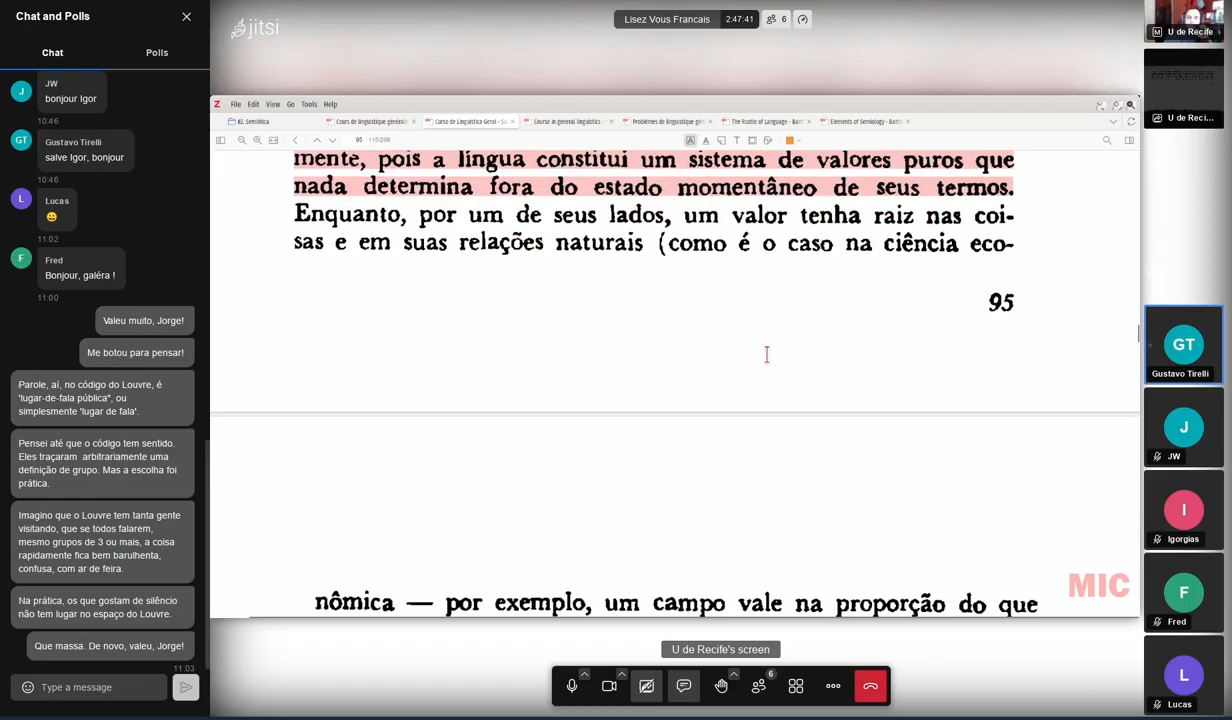 Chat and Polls
Chat
Polls
JW
bonjour Igor
10:46
GT
Gustavo Tirelli
salve Igor, bonjour
10:46
Lucas
😀
11:02
Fred
Bonjour, galéra !
11:00
Valeu muito, Jorge!
Me botou para pensar!
Parole, aí, no código do Louvre, é
'lugar-de-fala pública", ou
simplesmente 'lugar de fala'.
Pensei até que o código tem sentido.
Eles traçaram arbitrariamente uma
definição de grupo. Mas a escolha foi
prática.
Imagino que o Louvre tem tanta gente
visitando, que se todos falarem,
mesmo grupos de 3 ou mais, a coisa
rapidamente fica bem barulhenta,
confusa, com ar de feira.
Na prática, os que gostam de silêncio
não tem lugar no espaço do Louvre.
Que massa. De novo, valeu, Jorge!
11:03
Type a message
jitsi
Lisez Vous Francais
2:47:41
6
File Edit View Go Tools Help
02. Semiótica
Cours de linguistique générale
Curso de Linguística Geral - Sa
Course in general linguistics -
Problèmes de linguistique gén
The Rustle of Language - Bart
Elements of Semiology - Barth
95
115/298
mente, pois a língua constitui um sistema de valores puros que
nada determina fora do estado momentâneo de seus termos.
Enquanto, por um de seus lados, um valor tenha raiz nas coi-
sas e em suas relações naturais (como é o caso na ciência eco-
95
nômica — por exemplo, um campo vale na proporção do que
MIC
U de Recife's screen
6
M U de Recife
U de Reci...
GT
Gustavo Tirelli
J
JW
I
Igorgias
F
Fred
L
Lucas